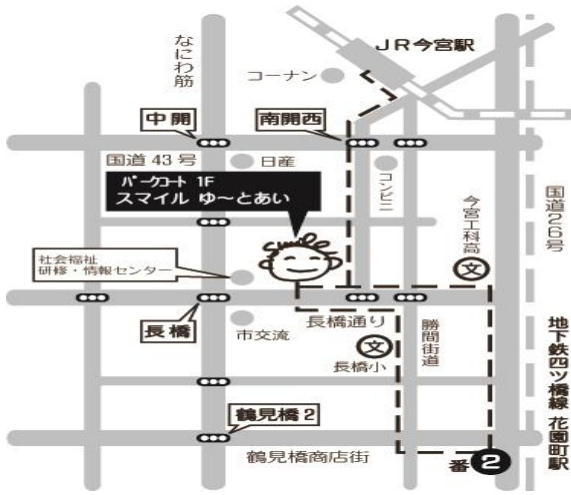 JR今宮駅
なにわ筋
コーナン
中開
南開西
国道43号
日産
コンビニ
パークコート 1F
スマイル ゆ～とあい
今宮工科高
文
国道26号
社会福祉
研修・情報センター
長橋
市交流
長橋通り
文
長橋小
勝間街道
地下鉄四ツ橋線 花園町駅
鶴見橋2
鶴見橋商店街
番2